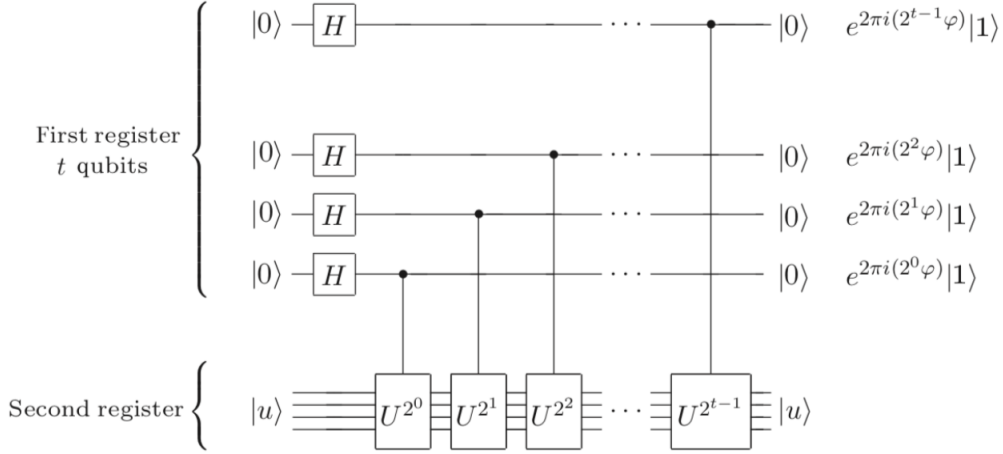 |0⟩ H ··· |0⟩ e^{2πi(2^{t−1}φ)}|1⟩
First register
t qubits
|0⟩ H ··· |0⟩ e^{2πi(2^2φ)}|1⟩
|0⟩ H ··· |0⟩ e^{2πi(2^1φ)}|1⟩
|0⟩ H ··· |0⟩ e^{2πi(2^0φ)}|1⟩
Second register |u⟩ U^{2^0} U^{2^1} U^{2^2} ··· U^{2^{t−1}} |u⟩